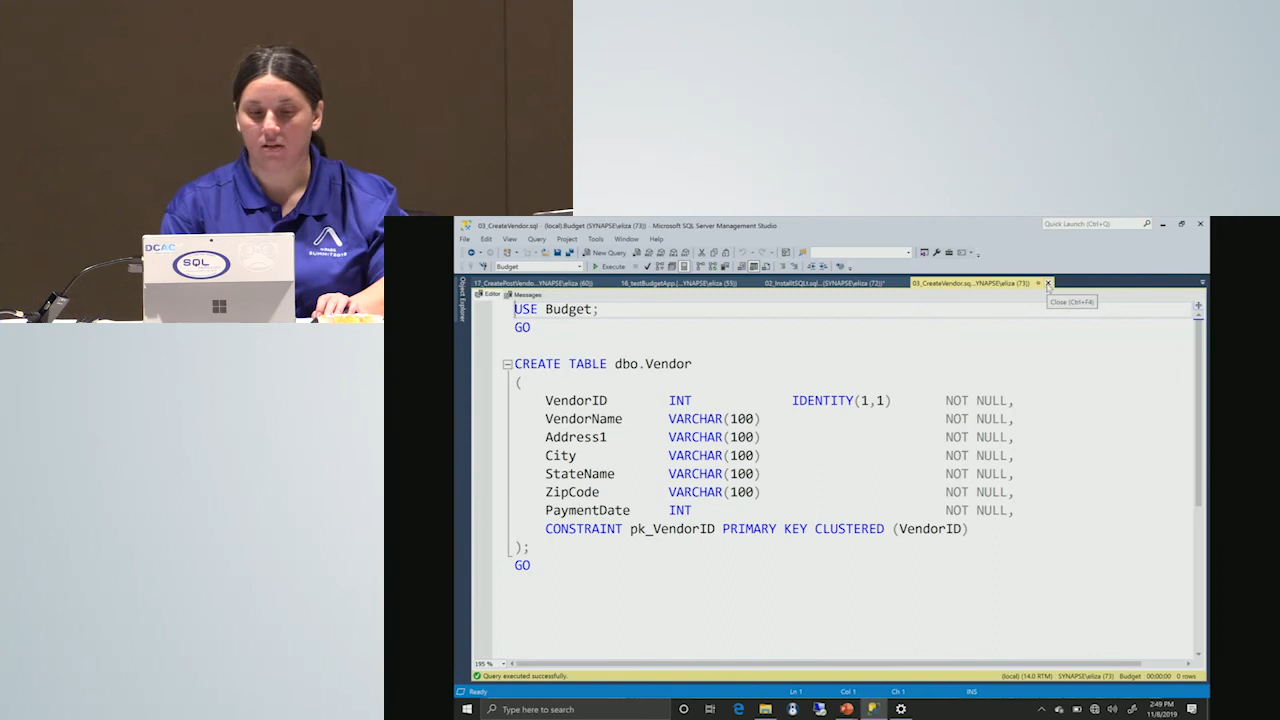 DCAC
SQL
SUMMIT2019
03_CreateVendor.sql - (local).Budget (SYNAPSE\eliza (73)) - Microsoft SQL Server Management Studio
Quick Launch (Ctrl+Q)
File Edit View Query Project Tools Window Help
New Query
Budget
Execute
17_CreatePostVendo...YNAPSE\eliza (60)) 16_testBudgetApp.[...YNAPSE\eliza (55)) 02_InstalltSQLt.sql...(SYNAPSE\eliza (72))* 03_CreateVendor.sq...YNAPSE\eliza (73))
Object Explorer
Editor Messages
Close (Ctrl+F4)
USE Budget;
GO
CREATE TABLE dbo.Vendor
(
VendorID INT IDENTITY(1,1) NOT NULL,
VendorName VARCHAR(100) NOT NULL,
Address1 VARCHAR(100) NOT NULL,
City VARCHAR(100) NOT NULL,
StateName VARCHAR(100) NOT NULL,
ZipCode VARCHAR(100) NOT NULL,
PaymentDate INT NOT NULL,
CONSTRAINT pk_VendorID PRIMARY KEY CLUSTERED (VendorID)
);
GO
195 %
Query executed successfully. (local) (14.0 RTM) SYNAPSE\eliza (73) Budget 00:00:00 0 rows
Ready Ln 1 Col 1 Ch 1 INS
Type here to search
2:49 PM
11/8/2019